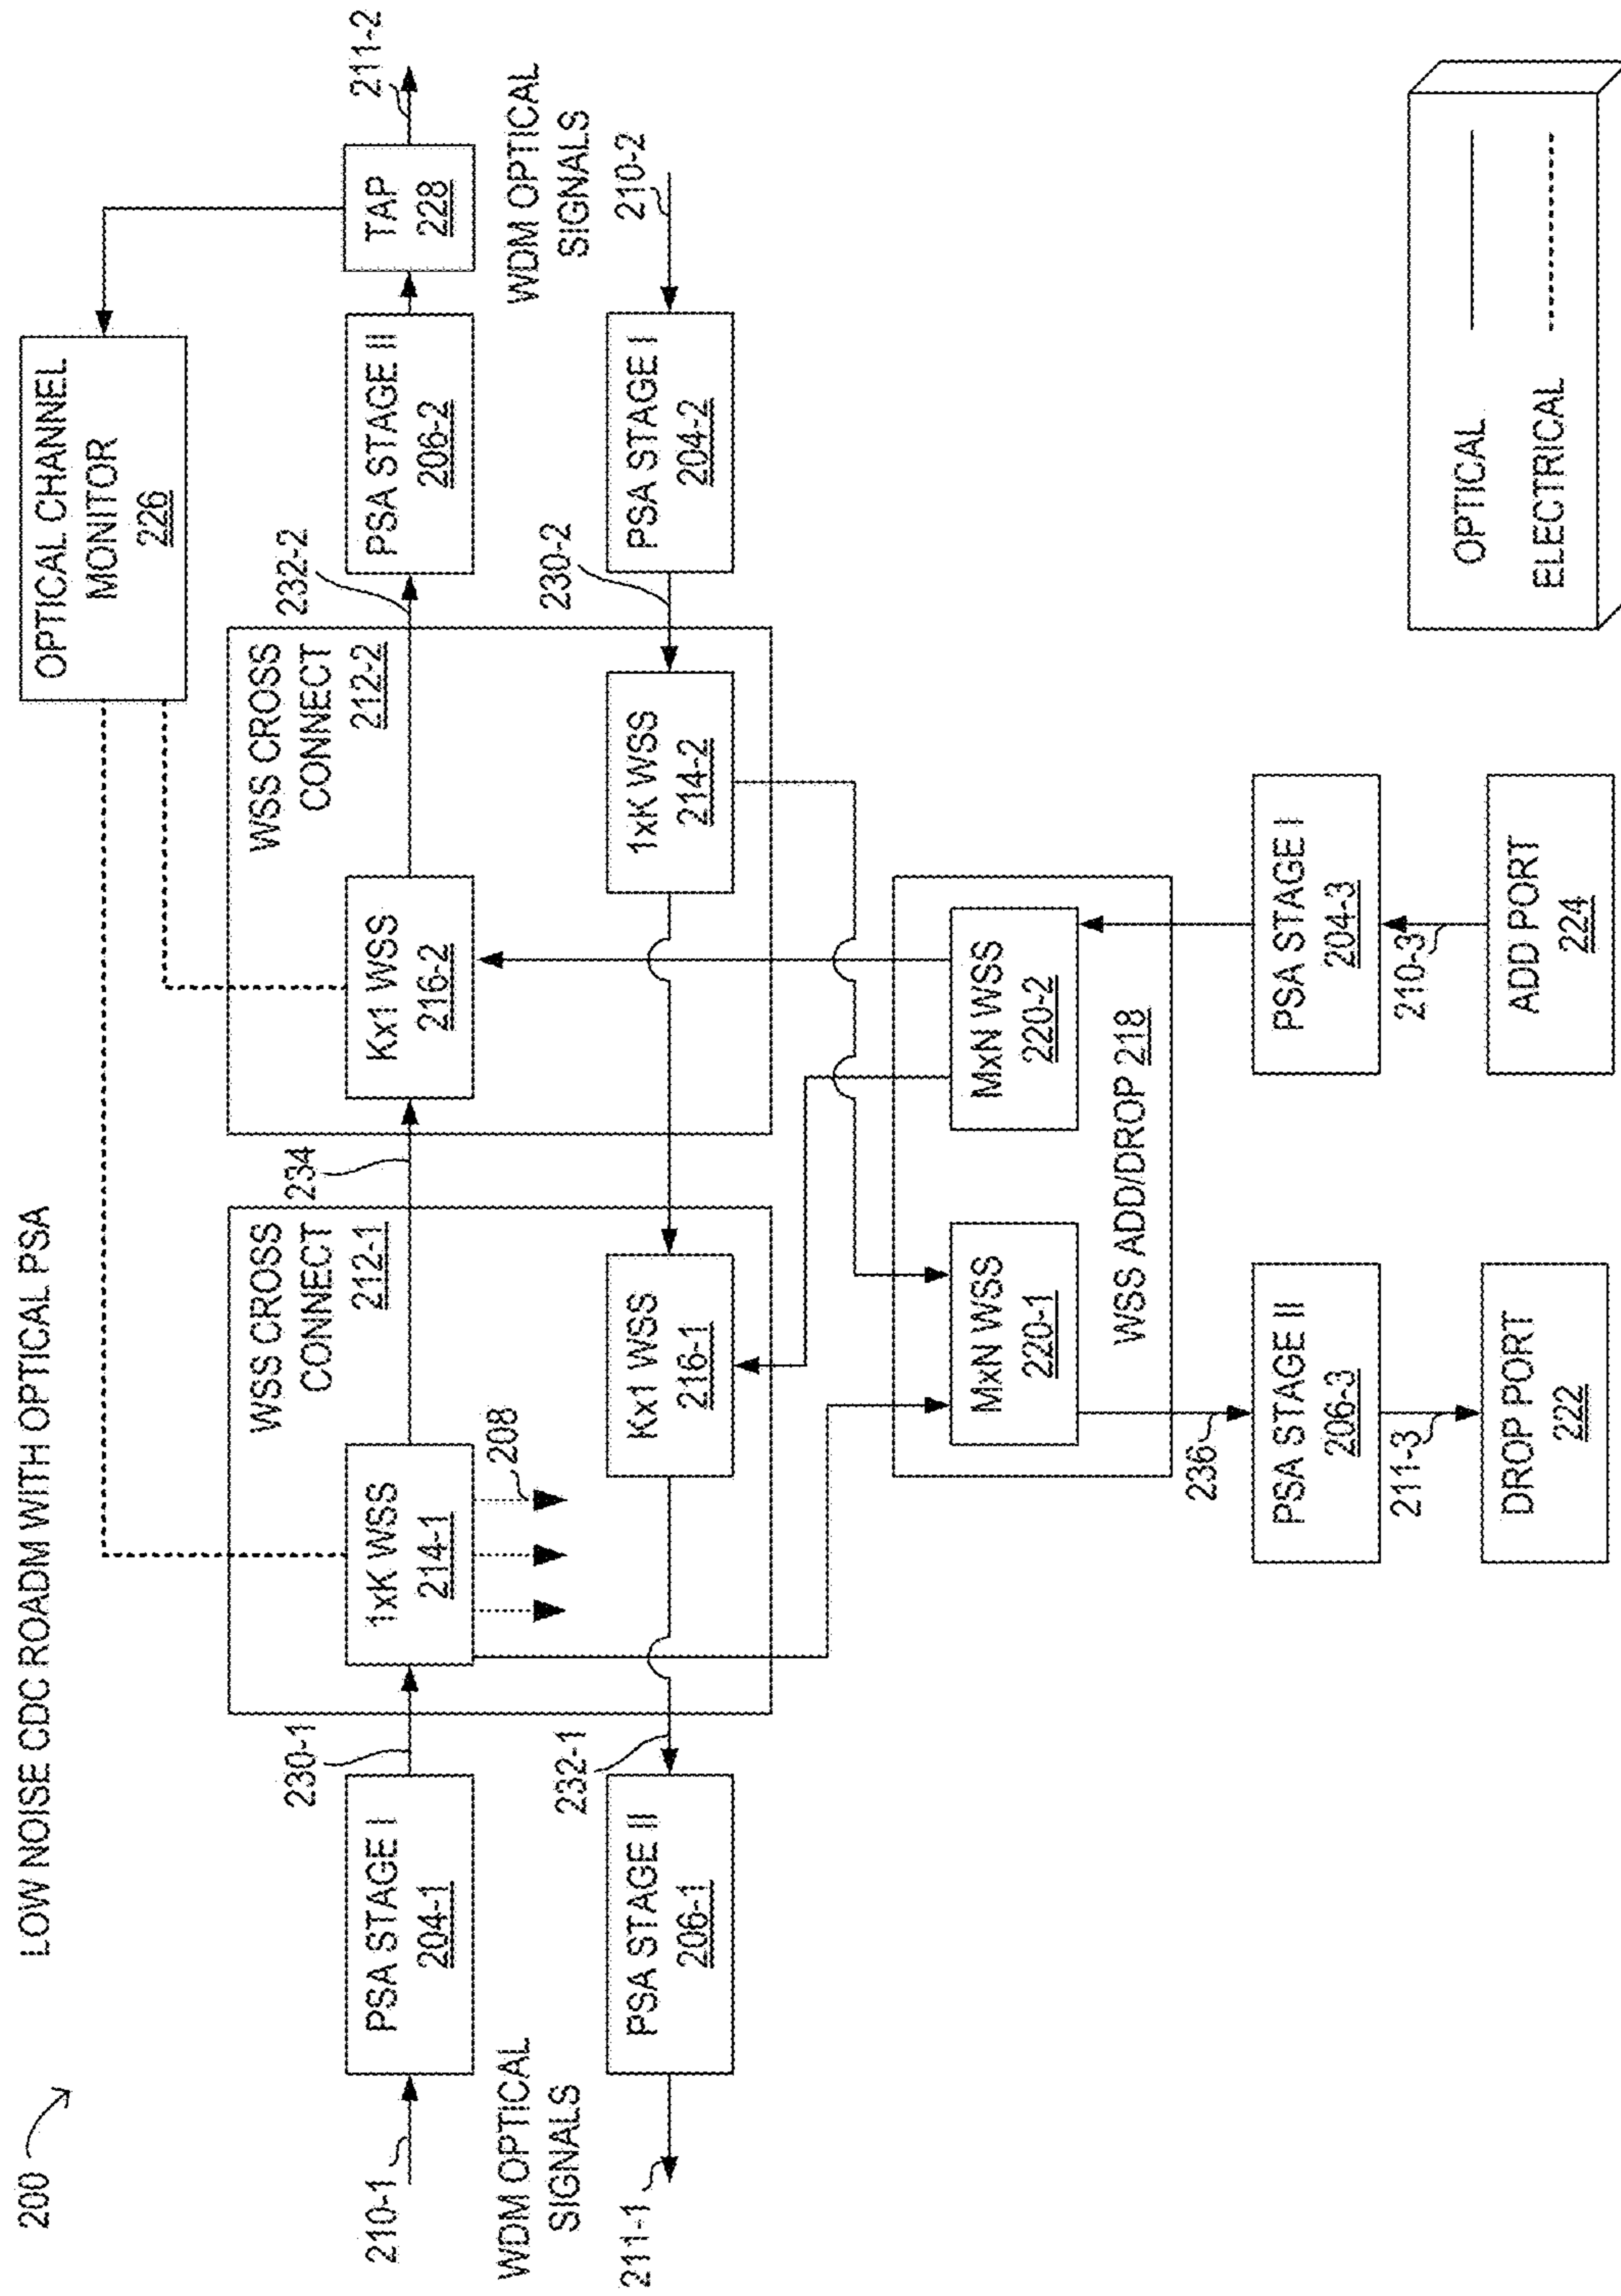 200
LOW NOISE CDC ROADM WITH OPTICAL PSA
OPTICAL CHANNEL
MONITOR
226
WSS CROSS
CONNECT
212-1
WSS CROSS
CONNECT
212-2
210-1
PSA STAGE I
204-1
230-1
1xK WSS
214-1
208
234
Kx1 WSS
216-2
232-2
PSA STAGE II
206-2
TAP
228
211-2
WDM OPTICAL
SIGNALS
WDM OPTICAL
SIGNALS
211-1
PSA STAGE II
206-1
232-1
Kx1 WSS
216-1
1xK WSS
214-2
230-2
PSA STAGE I
204-2
210-2
MxN WSS
220-1
MxN WSS
220-2
WSS ADD/DROP 218
236
PSA STAGE II
206-3
211-3
DROP PORT
222
PSA STAGE I
204-3
210-3
ADD PORT
224
OPTICAL
ELECTRICAL